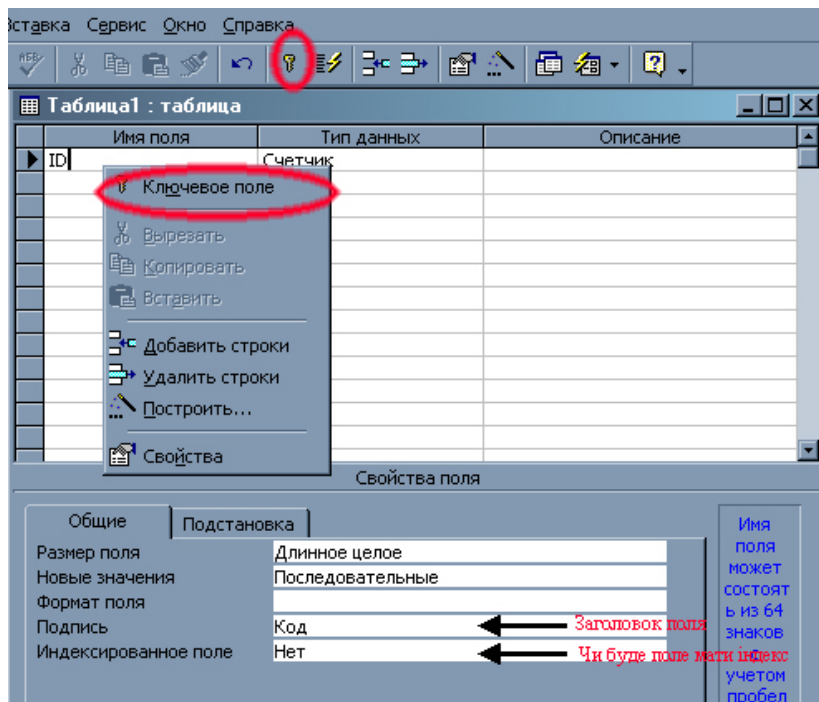 Вставка Сервис Окно Справка
Таблица1 : таблица
Имя поля Тип данных Описание
ID Счетчик
Ключевое поле
Вырезать
Копировать
Вставить
Добавить строки
Удалить строки
Построить...
Свойства
Свойства поля
Общие Подстановка
Размер поля Длинное целое
Новые значения Последовательные
Формат поля
Подпись Код Заголовок поля
Индексированное поле Нет Чи буде поле мати індекс
Имя
поля
может
состоят
ь из 64
знаков
учетом
пробел